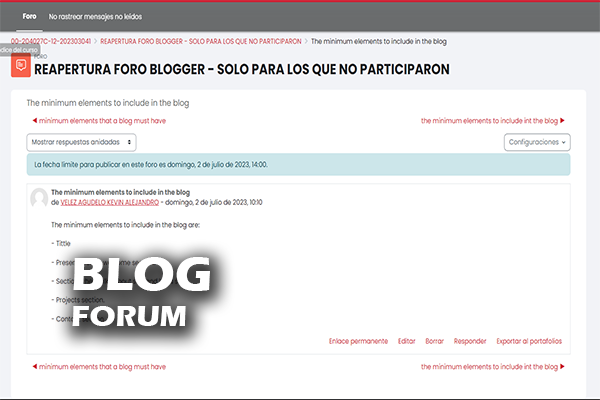 Foro No rastrear mensajes no leídos
00-204027C-12-202303041 > REAPERTURA FORO BLOGGER - SOLO PARA LOS QUE NO PARTICIPARON > The minimum elements to include in the blog
ndice del curso
FORO
REAPERTURA FORO BLOGGER - SOLO PARA LOS QUE NO PARTICIPARON
The minimum elements to include in the blog
◀ minimum elements that a blog must have the minimum elements to include int the blog ▶
Mostrar respuestas anidadas Configuraciones
La fecha límite para publicar en este foro es domingo, 2 de julio de 2023, 14:00.
The minimum elements to include in the blog
de VELEZ AGUDELO KEVIN ALEJANDRO - domingo, 2 de julio de 2023, 10:10
The minimum elements to include in the blog are:
- Tittle
- Presen
- Section
- Projects section.
- Conta
BLOG
FORUM
Enlace permanente Editar Borrar Responder Exportar al portafolios
◀ minimum elements that a blog must have the minimum elements to include int the blog ▶